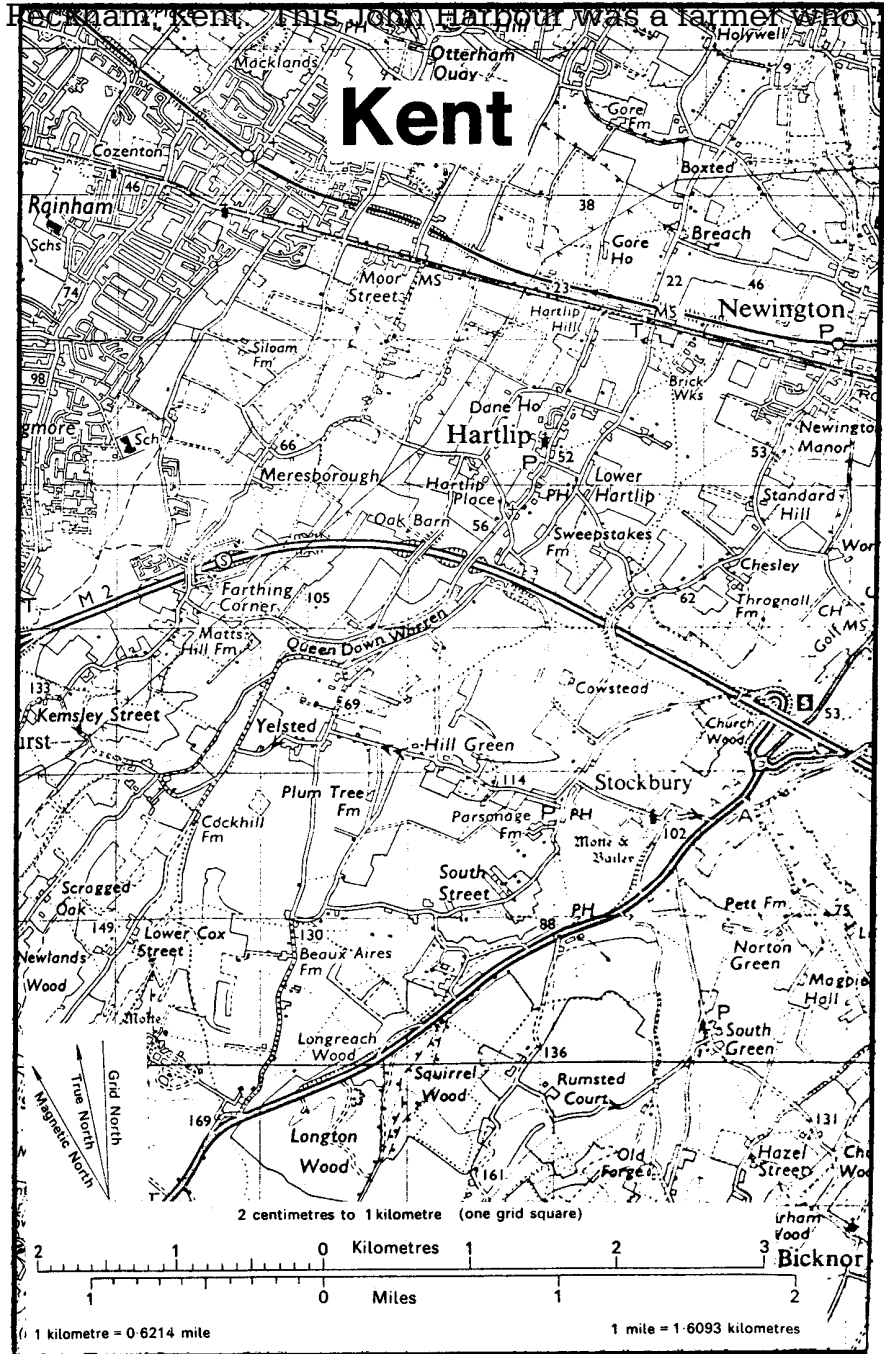 Peckham, Kent. This John Harbour was a farmer who
PH
Otterham
Quay
Holywell
9
Macklands
Kent
Gore
Fm
Cozenton
46
Boxted
Rainham
38
Schs
Gore
Ho
Breach
74
Moor
Street
MS
23
22
46
Hartlip
Hill
MS
Newington
T
P
Siloam
Fm
98
Brick
Wks
Dane Ho
Hartlip
Newington
Manor
Sch
66
P
52
53
Meresborough
Hartlip
Place
PH
Lower
Hartlip
Standard
Hill
Oak Barn
56
Sweepstakes
Fm
S
Chesley
M 2
Farthing
Corner
105
62
Thrognall
Fm
CH
T
Matts
Hill Fm
Queen Down Warren
Golf
MS
133
Cowstead
Kemsley Street
69
Church
Wood
5
53
urst
Yelsted
Hill Green
114
Stockbury
Plum Tree
Fm
Parsonage
Fm
P
PH
102
A
Cockhill
Fm
Motte &
Bailey
Scragged
Oak
South
Street
Pett Fm
75
149
Lower Cox
Street
PH
88
Newlands
Wood
130
Beaux Aires
Fm
Norton
Green
Magpie
Hall
Motte
Longreach
Wood
P
South
Green
136
Grid North
True North
Magnetic North
Squirrel
Wood
Rumsted
Court
169
131
Longton
Wood
Old
Forge
Hazel
Street
161
2 centimetres to 1 kilometre (one grid square)
2 1 0 Kilometres 1 2 3
Bicknor
1 0 Miles 1 2
1 kilometre = 0·6214 mile
1 mile = 1·6093 kilometres